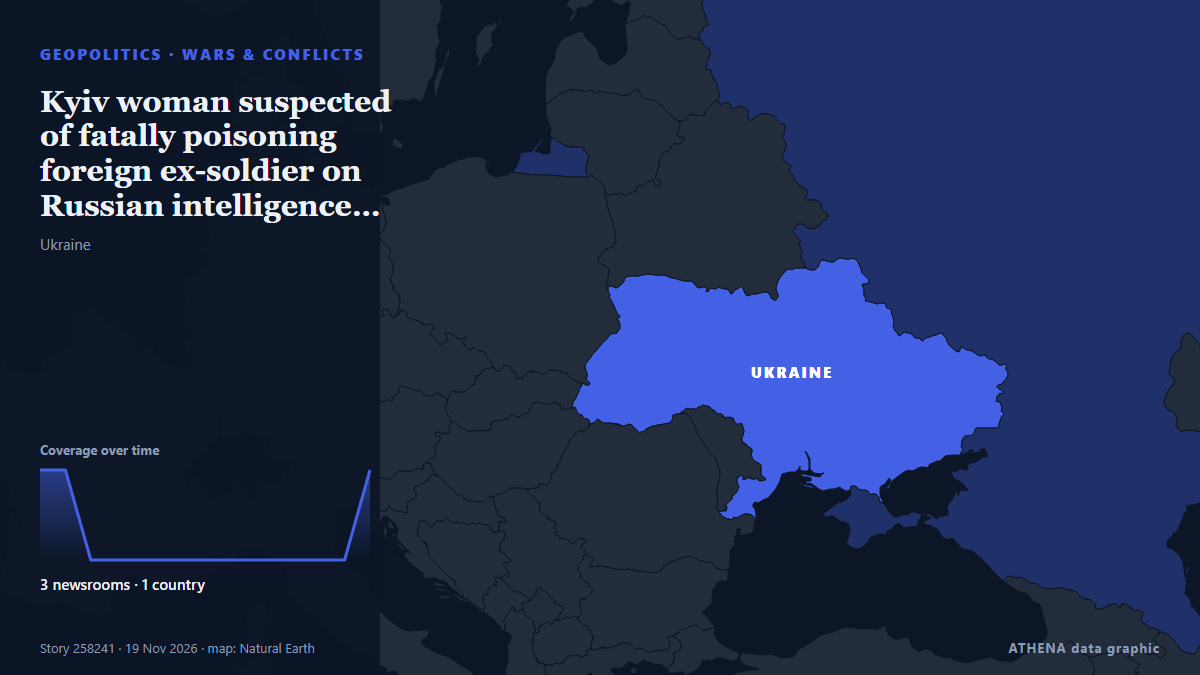 GEOPOLITICS · WARS & CONFLICTS
Kyiv woman suspected
of fatally poisoning
foreign ex-soldier on
Russian intelligence...
Ukraine
UKRAINE
Coverage over time
3 newsrooms · 1 country
Story 258241 · 19 Nov 2026 · map: Natural Earth
ATHENA data graphic